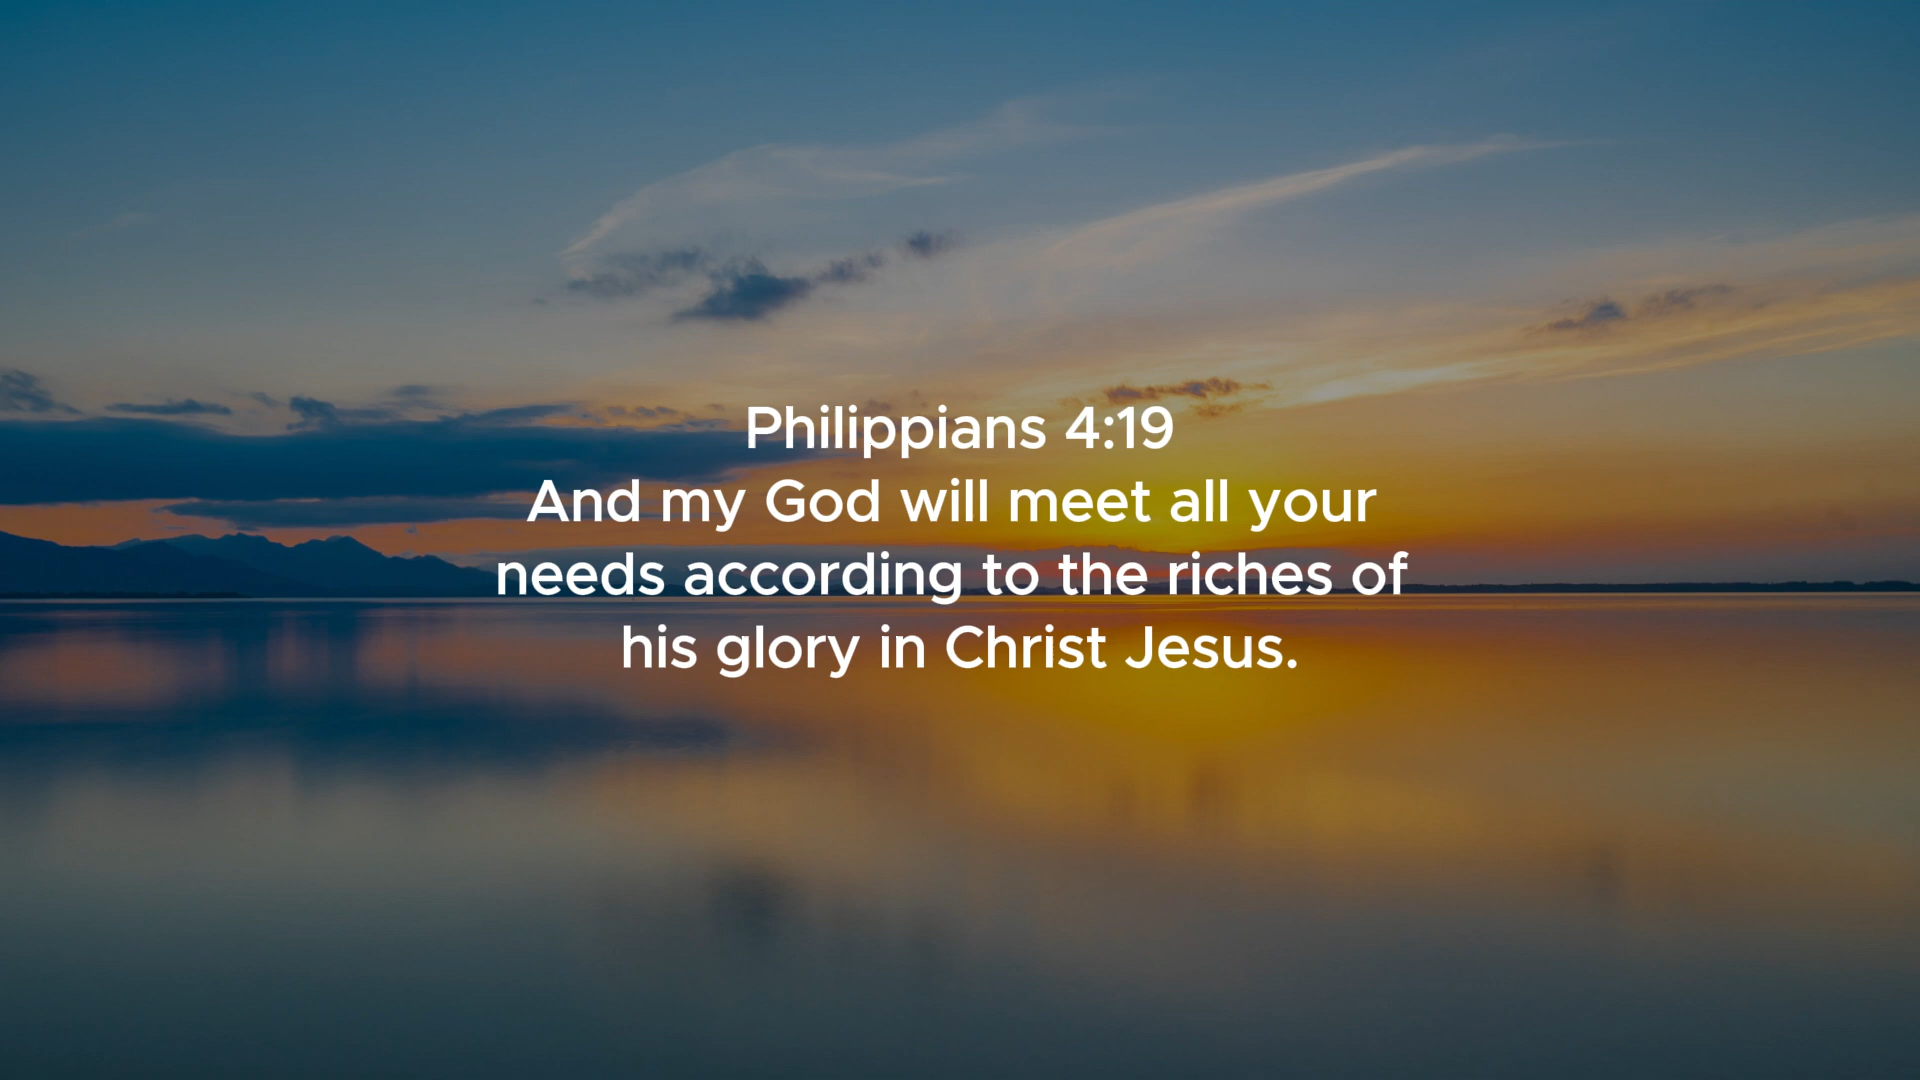 Philippians 4:19
And my God will meet all your
needs according to the riches of
his glory in Christ Jesus.